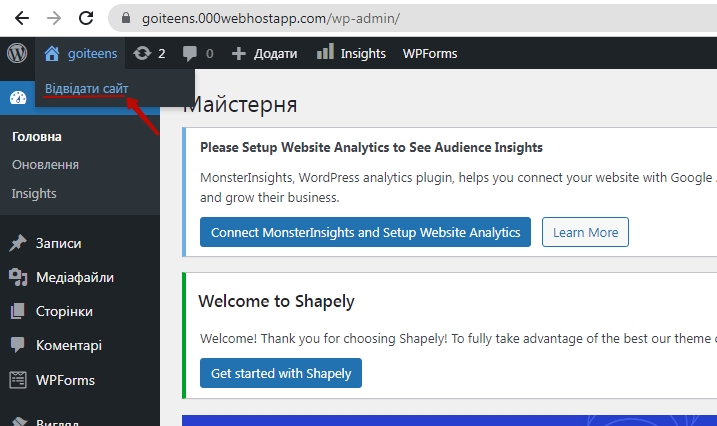 goiteens.000webhostapp.com/wp-admin/
goiteens 2 0 Додати Insights WPForms
Відвідати сайт
Майстерня
Головна
Оновлення
Insights
Записи
Медіафайли
Сторінки
Коментарі
WPForms
Вигляд
Please Setup Website Analytics to See Audience Insights
MonsterInsights, WordPress analytics plugin, helps you connect your website with Google
and grow their business.
Connect MonsterInsights and Setup Website Analytics Learn More
Welcome to Shapely
Welcome! Thank you for choosing Shapely! To fully take advantage of the best our theme
Get started with Shapely